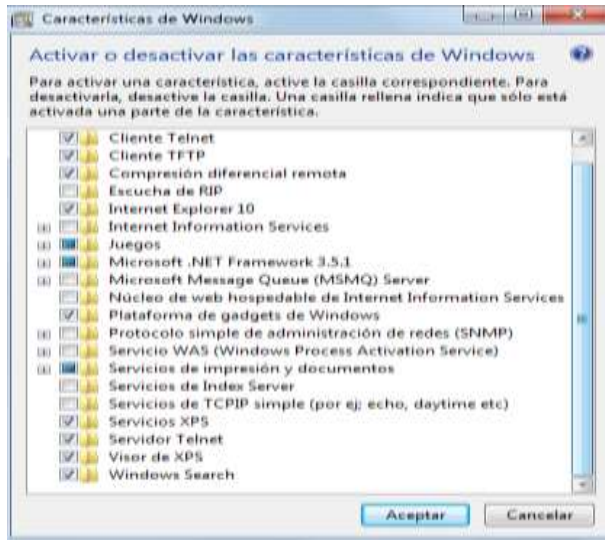 Características de Windows
Activar o desactivar las características de Windows
Para activar una característica, active la casilla correspondiente. Para
desactivarla, desactive la casilla. Una casilla rellena indica que sólo está
activada una parte de la característica.
Cliente Telnet
Cliente TFTP
Compresión diferencial remota
Escucha de RIP
Internet Explorer 10
Internet Information Services
Juegos
Microsoft .NET Framework 3.5.1
Microsoft Message Queue (MSMQ) Server
Núcleo de web hospedable de Internet Information Services
Plataforma de gadgets de Windows
Protocolo simple de administración de redes (SNMP)
Servicio WAS (Windows Process Activation Service)
Servicios de impresión y documentos
Servicios de Index Server
Servicios de TCPIP simple (por ej; echo, daytime etc)
Servicios XPS
Servidor Telnet
Visor de XPS
Windows Search
Aceptar Cancelar